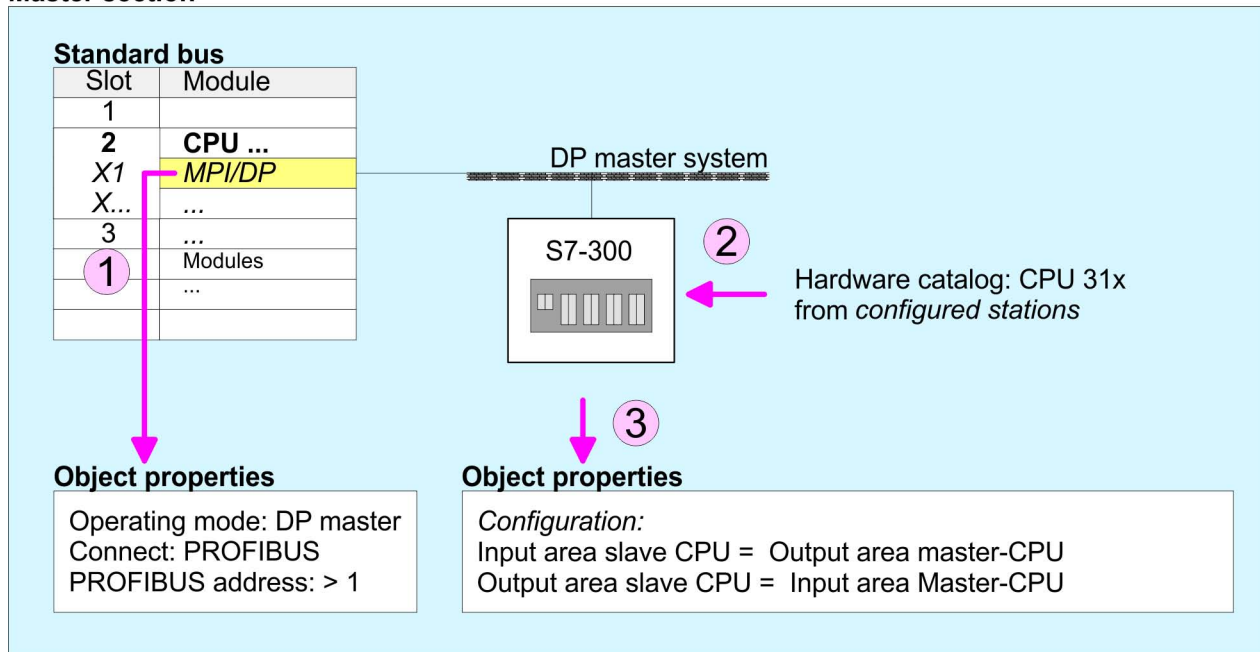 Standard bus
Slot Module
1
2 CPU ...
X1 MPI/DP
X... ...
3 ...
Modules
1
...
DP master system
S7-300
2
Hardware catalog: CPU 31x
from configured stations
3
Object properties
Operating mode: DP master
Connect: PROFIBUS
PROFIBUS address: > 1
Object properties
Configuration:
Input area slave CPU = Output area master-CPU
Output area slave CPU = Input area Master-CPU